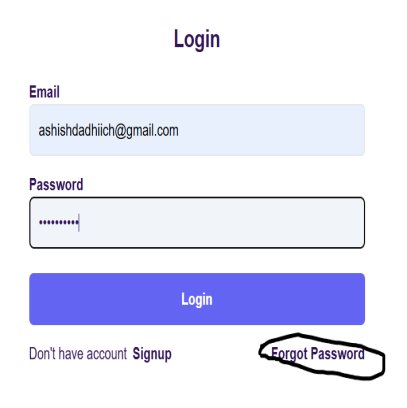 Login
Email
ashishdadhiich@gmail.com
Password
••••••••••
Login
Don't have account Signup Forgot Password